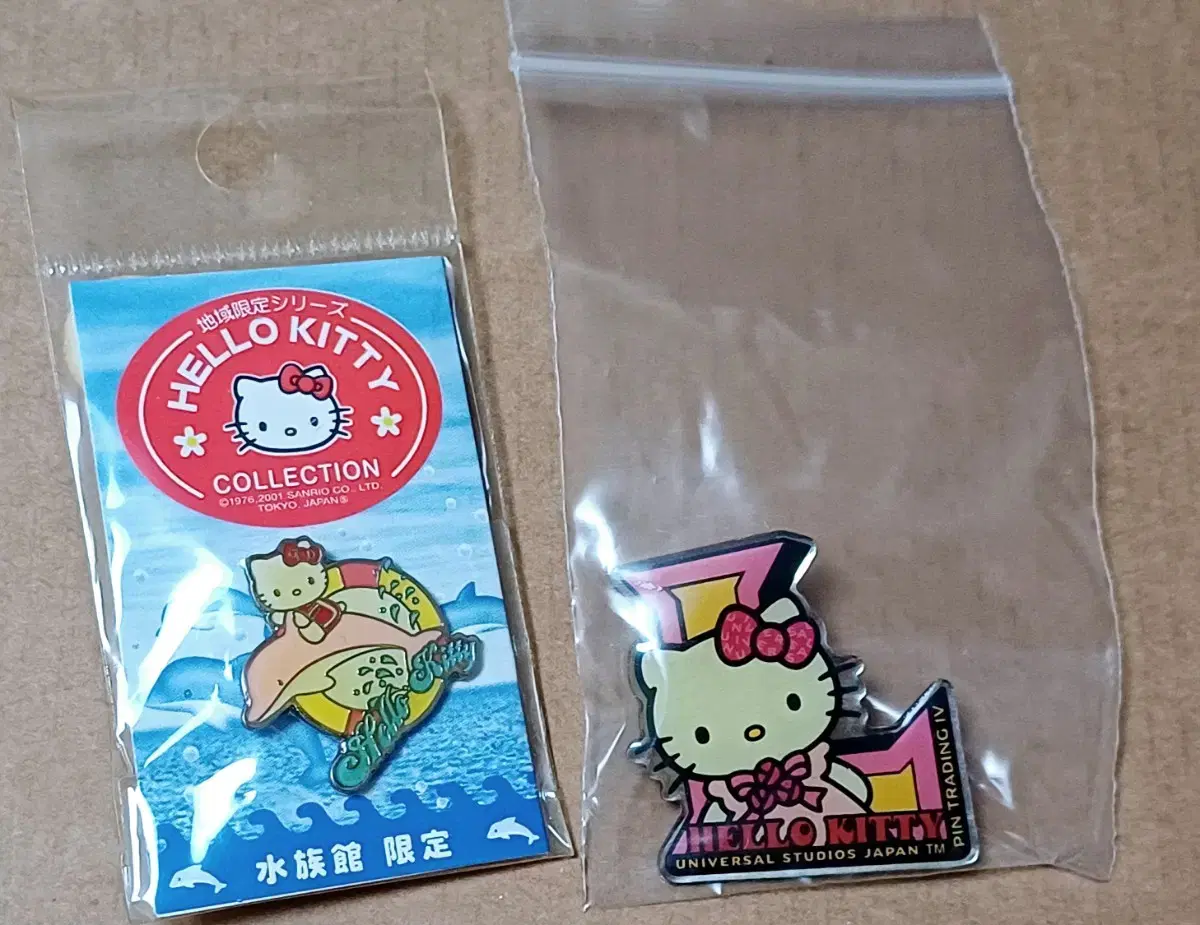 地域限定シリーズ
HELLO KITTY
COLLECTION
©1976,2001 SANRIO CO., LTD.
TOKYO, JAPAN Ⓢ
Hello Kitty
水族館 限定
HELLO KITTY
UNIVERSAL STUDIOS JAPAN TM
PIN TRADING IV